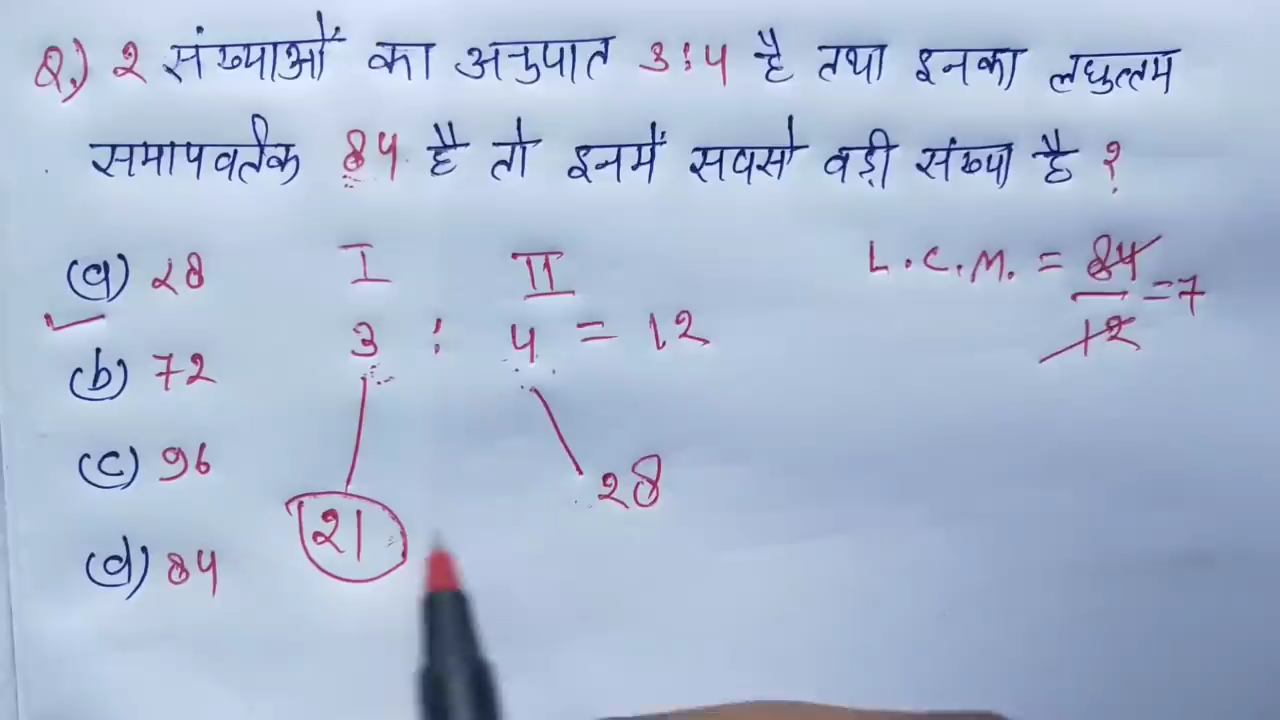 Q.) 2 संख्याओं का अनुपात 3:4 है तथा इनका लघुत्तम
समापवर्तक 84 है तो इनमें सबसे बड़ी संख्या है ?
(a) 28
I II
L.C.M. = 84/12 = 7
3 : 4 = 12
(b) 72
(c) 96
21 28
(d) 84